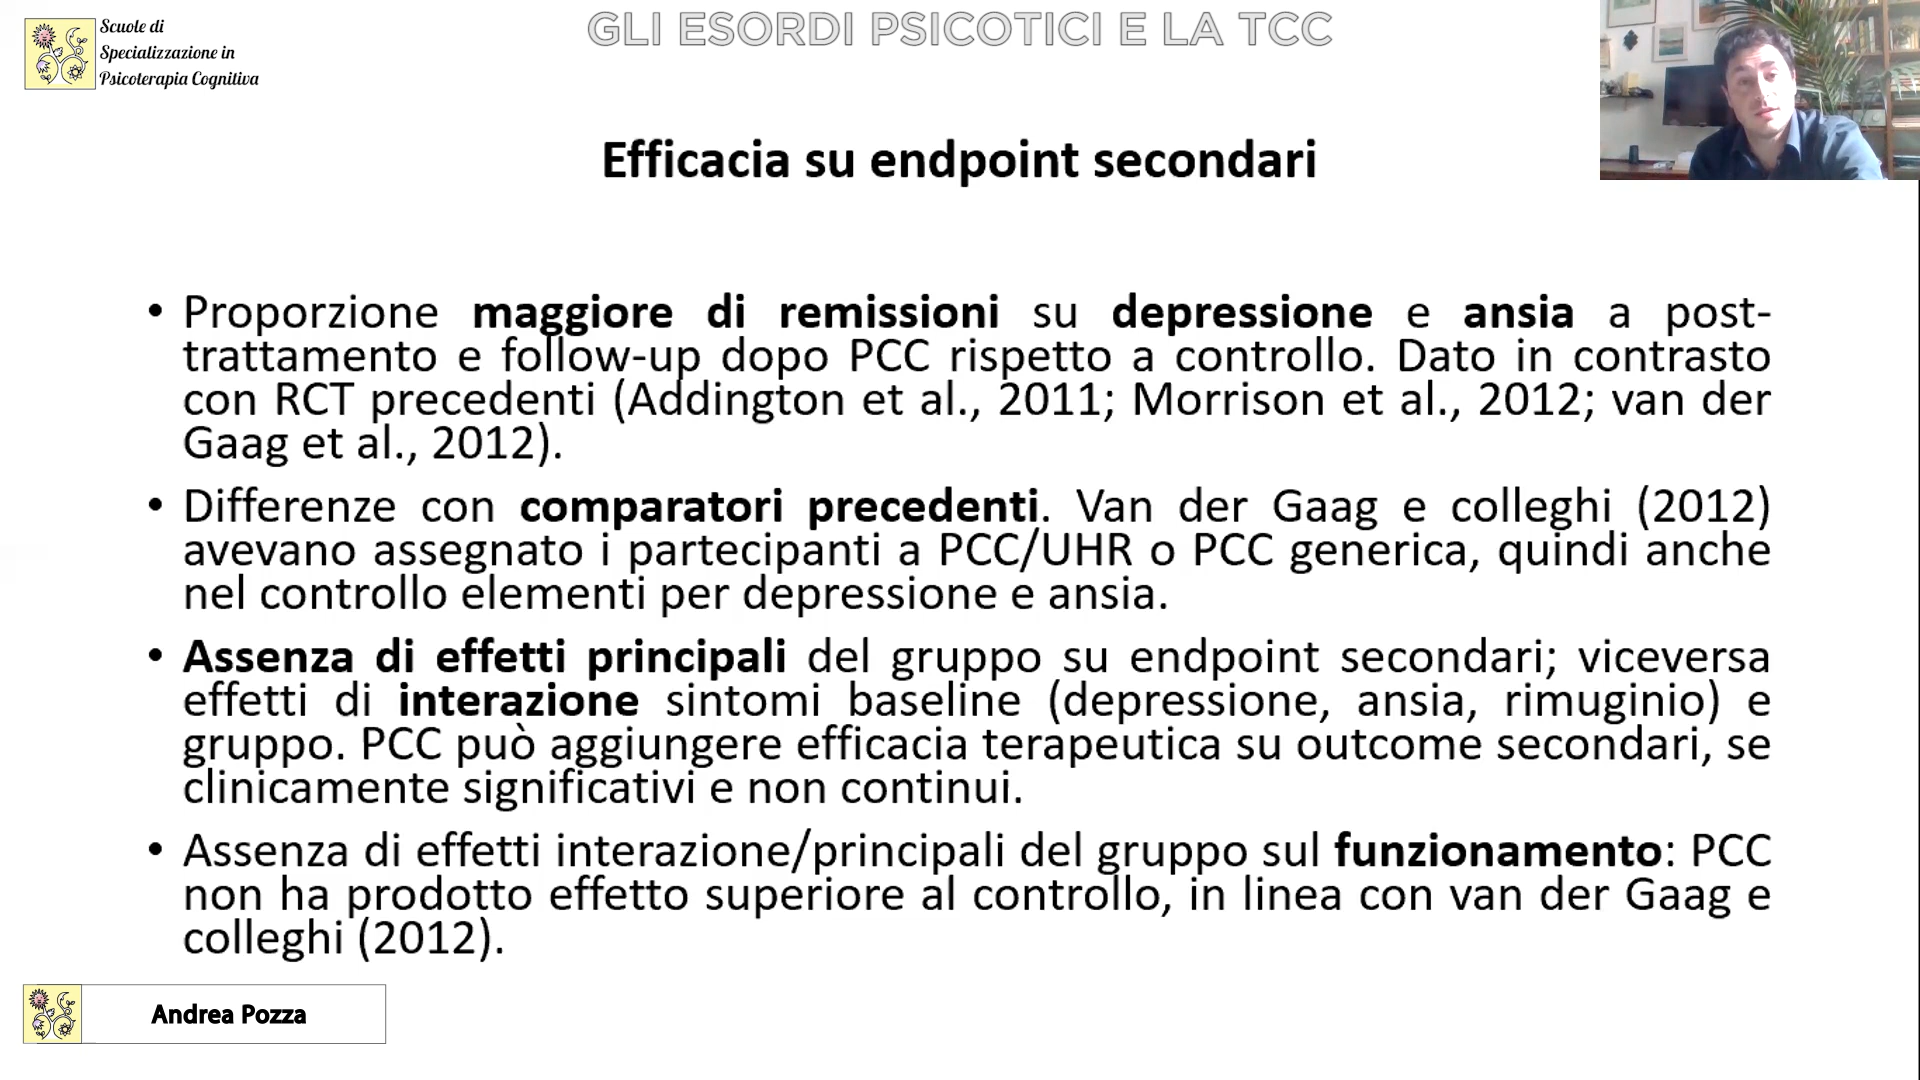 Scuole di
Specializzazione in
Psicoterapia Cognitiva
GLI ESORDI PSICOTICI E LA TCC
Efficacia su endpoint secondari
• Proporzione maggiore di remissioni su depressione e ansia a post-
trattamento e follow-up dopo PCC rispetto a controllo. Dato in contrasto
con RCT precedenti (Addington et al., 2011; Morrison et al., 2012; van der
Gaag et al., 2012).
• Differenze con comparatori precedenti. Van der Gaag e colleghi (2012)
avevano assegnato i partecipanti a PCC/UHR o PCC generica, quindi anche
nel controllo elementi per depressione e ansia.
• Assenza di effetti principali del gruppo su endpoint secondari; viceversa
effetti di interazione sintomi baseline (depressione, ansia, rimuginio) e
gruppo. PCC può aggiungere efficacia terapeutica su outcome secondari, se
clinicamente significativi e non continui.
• Assenza di effetti interazione/principali del gruppo sul funzionamento: PCC
non ha prodotto effetto superiore al controllo, in linea con van der Gaag e
colleghi (2012).
Andrea Pozza